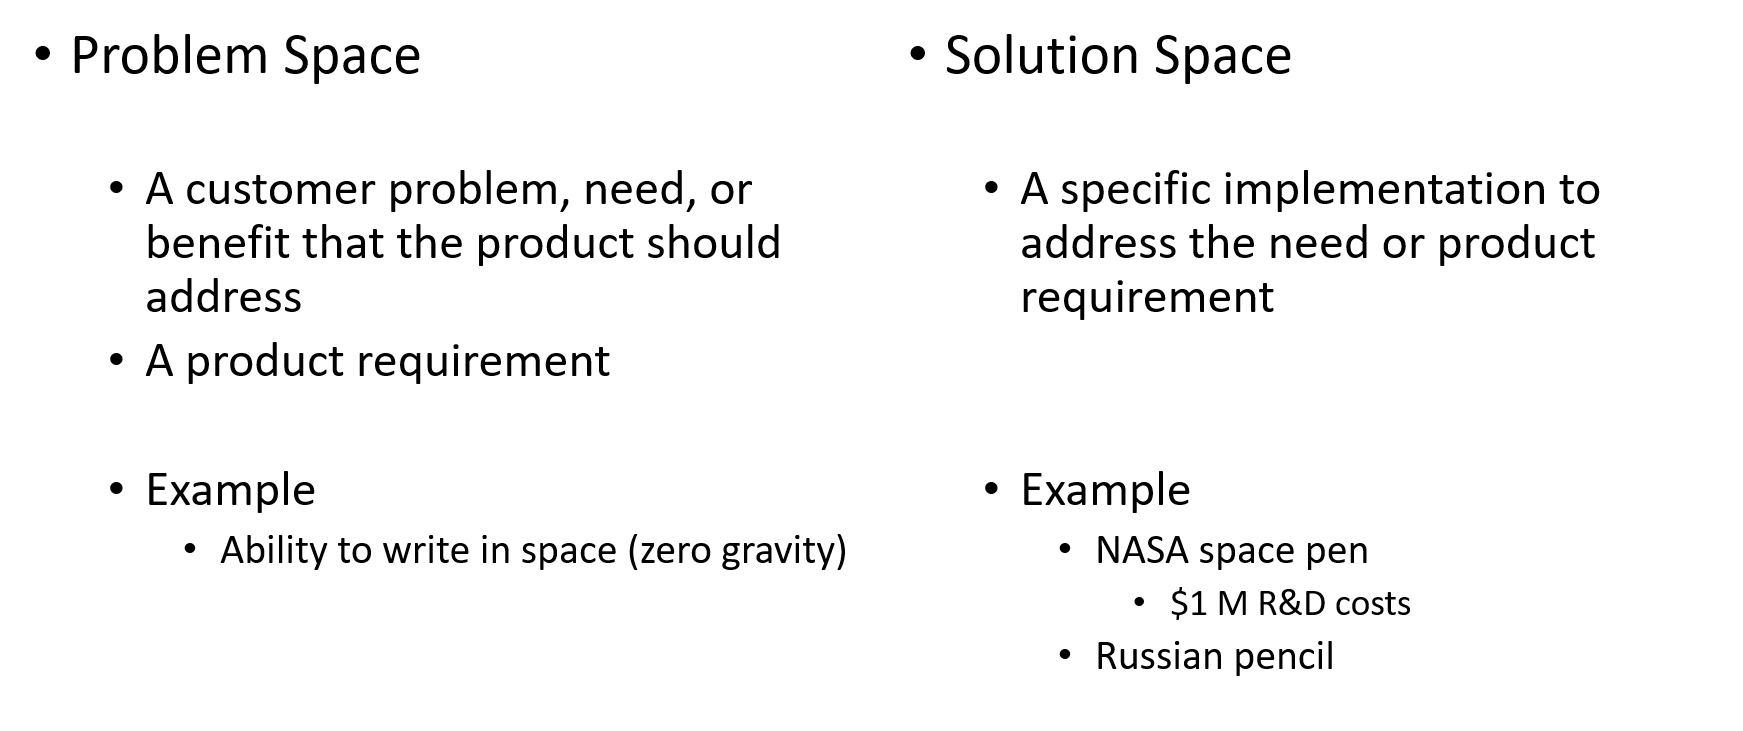 • Problem Space
• A customer problem, need, or
benefit that the product should
address
• A product requirement
• Example
• Ability to write in space (zero gravity)
• Solution Space
• A specific implementation to
address the need or product
requirement
• Example
• NASA space pen
• $1 M R&D costs
• Russian pencil